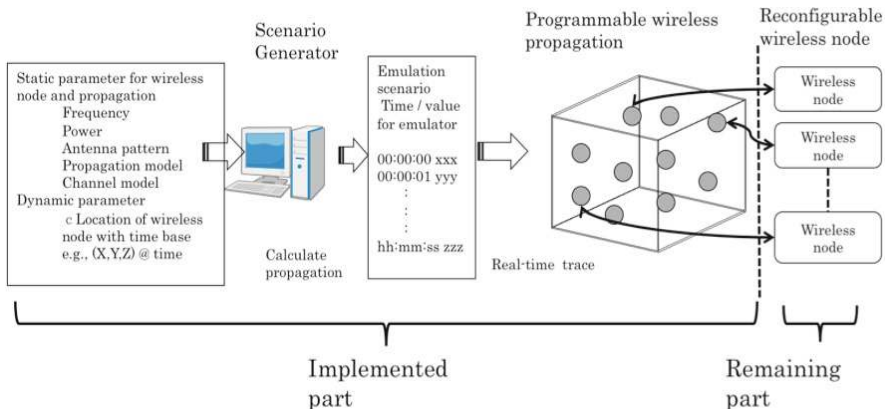 Static parameter for wireless
node and propagation
Frequency
Power
Antenna pattern
Propagation model
Channel model
Dynamic parameter
c Location of wireless
node with time base
e.g., (X,Y,Z) @ time
Scenario
Generator
Calculate
propagation
Emulation
scenario
Time / value
for emulator
00:00:00 xxx
00:00:01 yyy
:
:
:
hh:mm:ss zzz
Programmable wireless
propagation
Real-time trace
Reconfigurable
wireless node
Wireless
node
Wireless
node
Wireless
node
Implemented
part
Remaining
part